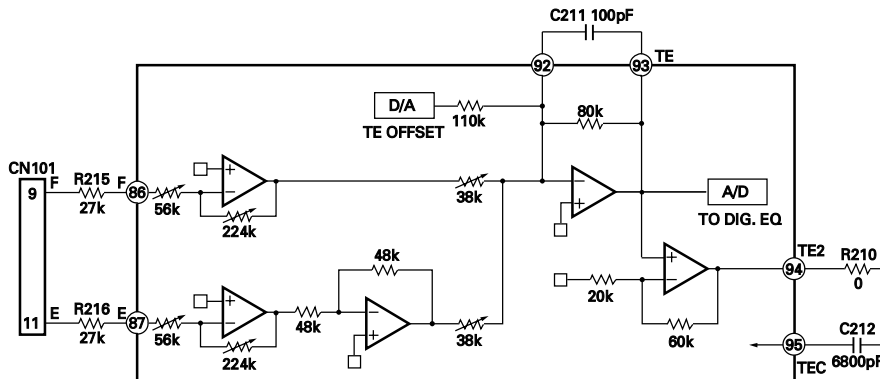 C211 100pF
92
93
TE
D/A
110k
80k
TE OFFSET
CN101
9
F
R215
27k
F
86
56k
224k
38k
A/D
TO DIG. EQ
48k
TE2
94
R210
0
11
E
R216
27k
E
87
56k
224k
48k
38k
20k
60k
95
TEC
C212
6800pF